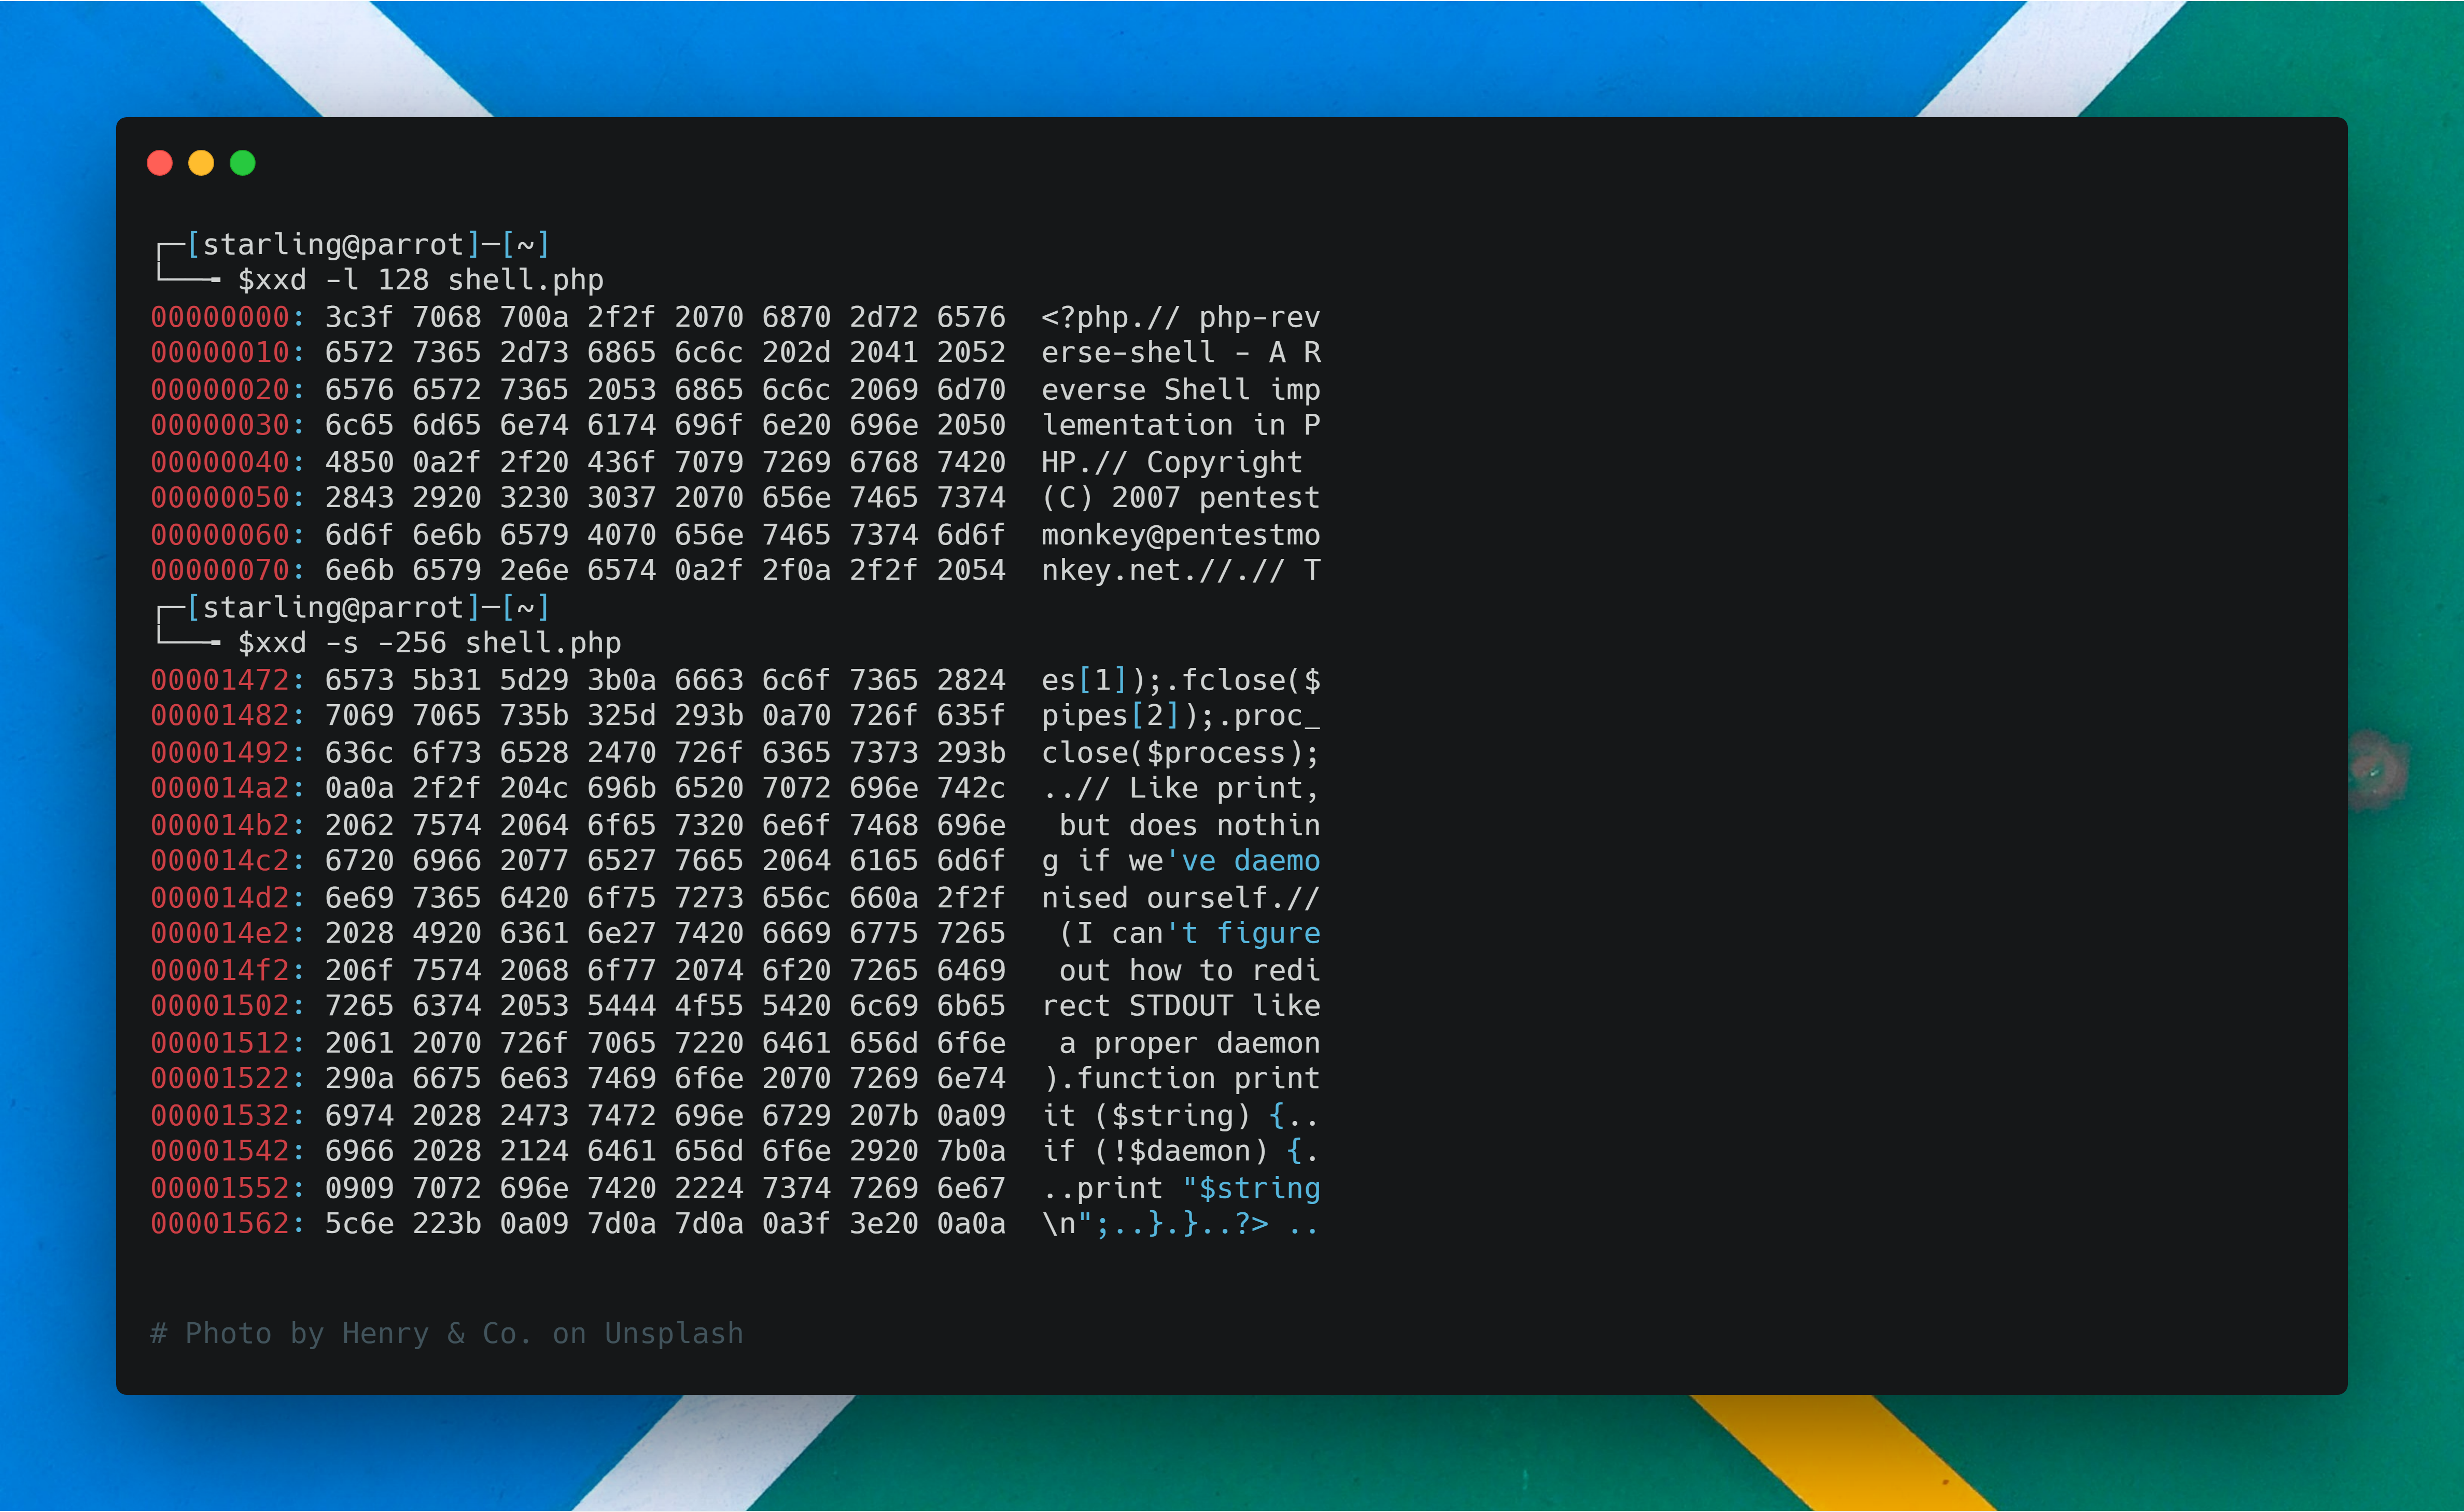 ┌─[starling@parrot]─[~]
└──╼ $xxd -l 128 shell.php
00000000: 3c3f 7068 700a 2f2f 2070 6870 2d72 6576  <?php.// php-rev
00000010: 6572 7365 2d73 6865 6c6c 202d 2041 2052  erse-shell - A R
00000020: 6576 6572 7365 2053 6865 6c6c 2069 6d70  everse Shell imp
00000030: 6c65 6d65 6e74 6174 696f 6e20 696e 2050  lementation in P
00000040: 4850 0a2f 2f20 436f 7079 7269 6768 7420  HP.// Copyright 
00000050: 2843 2920 3230 3037 2070 656e 7465 7374  (C) 2007 pentest
00000060: 6d6f 6e6b 6579 4070 656e 7465 7374 6d6f  monkey@pentestmo
00000070: 6e6b 6579 2e6e 6574 0a2f 2f0a 2f2f 2054  nkey.net.//.// T
┌─[starling@parrot]─[~]
└──╼ $xxd -s -256 shell.php
00001472: 6573 5b31 5d29 3b0a 6663 6c6f 7365 2824  es[1]);.fclose($
00001482: 7069 7065 735b 325d 293b 0a70 726f 635f  pipes[2]);.proc_
00001492: 636c 6f73 6528 2470 726f 6365 7373 293b  close($process);
000014a2: 0a0a 2f2f 204c 696b 6520 7072 696e 742c  ..// Like print,
000014b2: 2062 7574 2064 6f65 7320 6e6f 7468 696e   but does nothin
000014c2: 6720 6966 2077 6527 7665 2064 6165 6d6f  g if we've daemo
000014d2: 6e69 7365 6420 6f75 7273 656c 660a 2f2f  nised ourself.//
000014e2: 2028 4920 6361 6e27 7420 6669 6775 7265   (I can't figure
000014f2: 206f 7574 2068 6f77 2074 6f20 7265 6469   out how to redi
00001502: 7265 6374 2053 5444 4f55 5420 6c69 6b65  rect STDOUT like
00001512: 2061 2070 726f 7065 7220 6461 656d 6f6e   a proper daemon
00001522: 290a 6675 6e63 7469 6f6e 2070 7269 6e74  ).function print
00001532: 6974 2028 2473 7472 696e 6729 207b 0a09  it ($string) {..
00001542: 6966 2028 2124 6461 656d 6f6e 2920 7b0a  if (!$daemon) {.
00001552: 0909 7072 696e 7420 2224 7374 7269 6e67  ..print "$string
00001562: 5c6e 223b 0a09 7d0a 7d0a 0a3f 3e20 0a0a  \n";..}.}..?> ..
# Photo by Henry & Co. on Unsplash